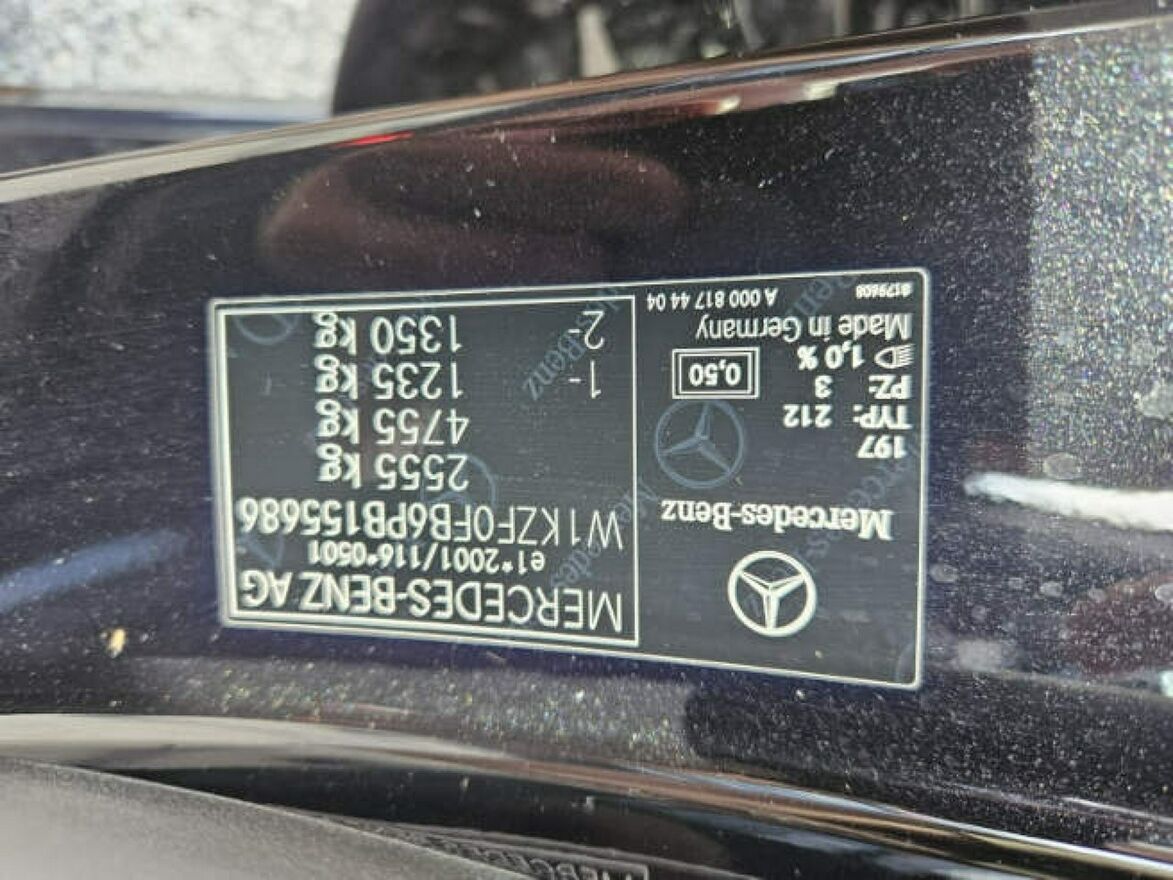 MERCEDES-BENZ AG
e1*2001/116*0501
W1KZF0FB6PB155686
2555 kg
4755 kg
1- 1235 kg
2- 1350 kg
Mercedes-Benz
197
TYP: 212
PZ: 3
1,0 %
0,50
Made in Germany
A 000 817 44 04
8179608